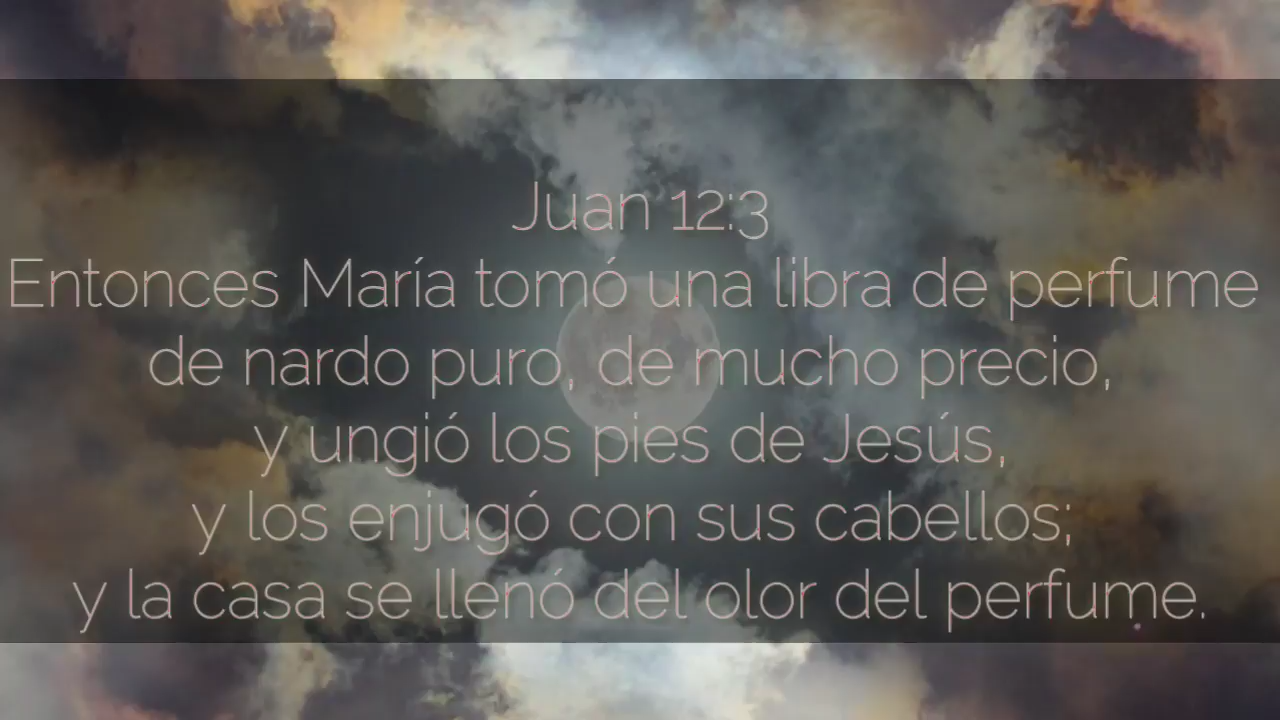 Juan 12:3
Entonces María tomó una libra de perfume
de nardo puro, de mucho precio,
y ungió los pies de Jesús,
y los enjugó con sus cabellos;
y la casa se llenó del olor del perfume.